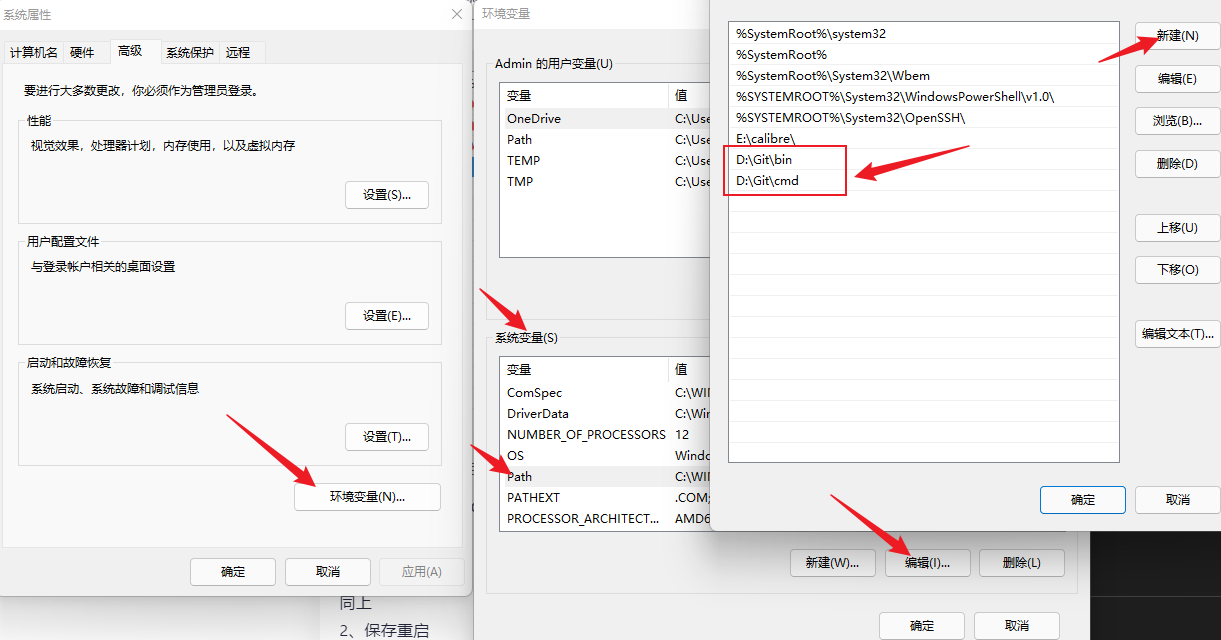 系统属性
计算机名
硬件
高级
系统保护
远程
要进行大多数更改，你必须作为管理员登录。
性能
视觉效果，处理器计划，内存使用，以及虚拟内存
设置(S)...
用户配置文件
与登录帐户相关的桌面设置
设置(E)...
启动和故障恢复
系统启动、系统故障和调试信息
设置(T)...
环境变量(N)...
确定
取消
应用(A)
同上
2、保存重启
环境变量
Admin 的用户变量(U)
变量 值
OneDrive C:\Use
Path C:\Use
TEMP C:\Use
TMP C:\Use
系统变量(S)
变量 值
ComSpec C:\WI
DriverData C:\Win
NUMBER_OF_PROCESSORS 12
OS Windo
Path C:\WI
PATHEXT .COM;
PROCESSOR_ARCHITECT... AMD6
新建(W)...
编辑(I)...
删除(L)
确定
取消
%SystemRoot%\system32
%SystemRoot%
%SystemRoot%\System32\Wbem
%SYSTEMROOT%\System32\WindowsPowerShell\v1.0\
%SYSTEMROOT%\System32\OpenSSH\
E:\calibre\
D:\Git\bin
D:\Git\cmd
新建(N)
编辑(E)
浏览(B)...
删除(D)
上移(U)
下移(O)
编辑文本(T)...
确定
取消